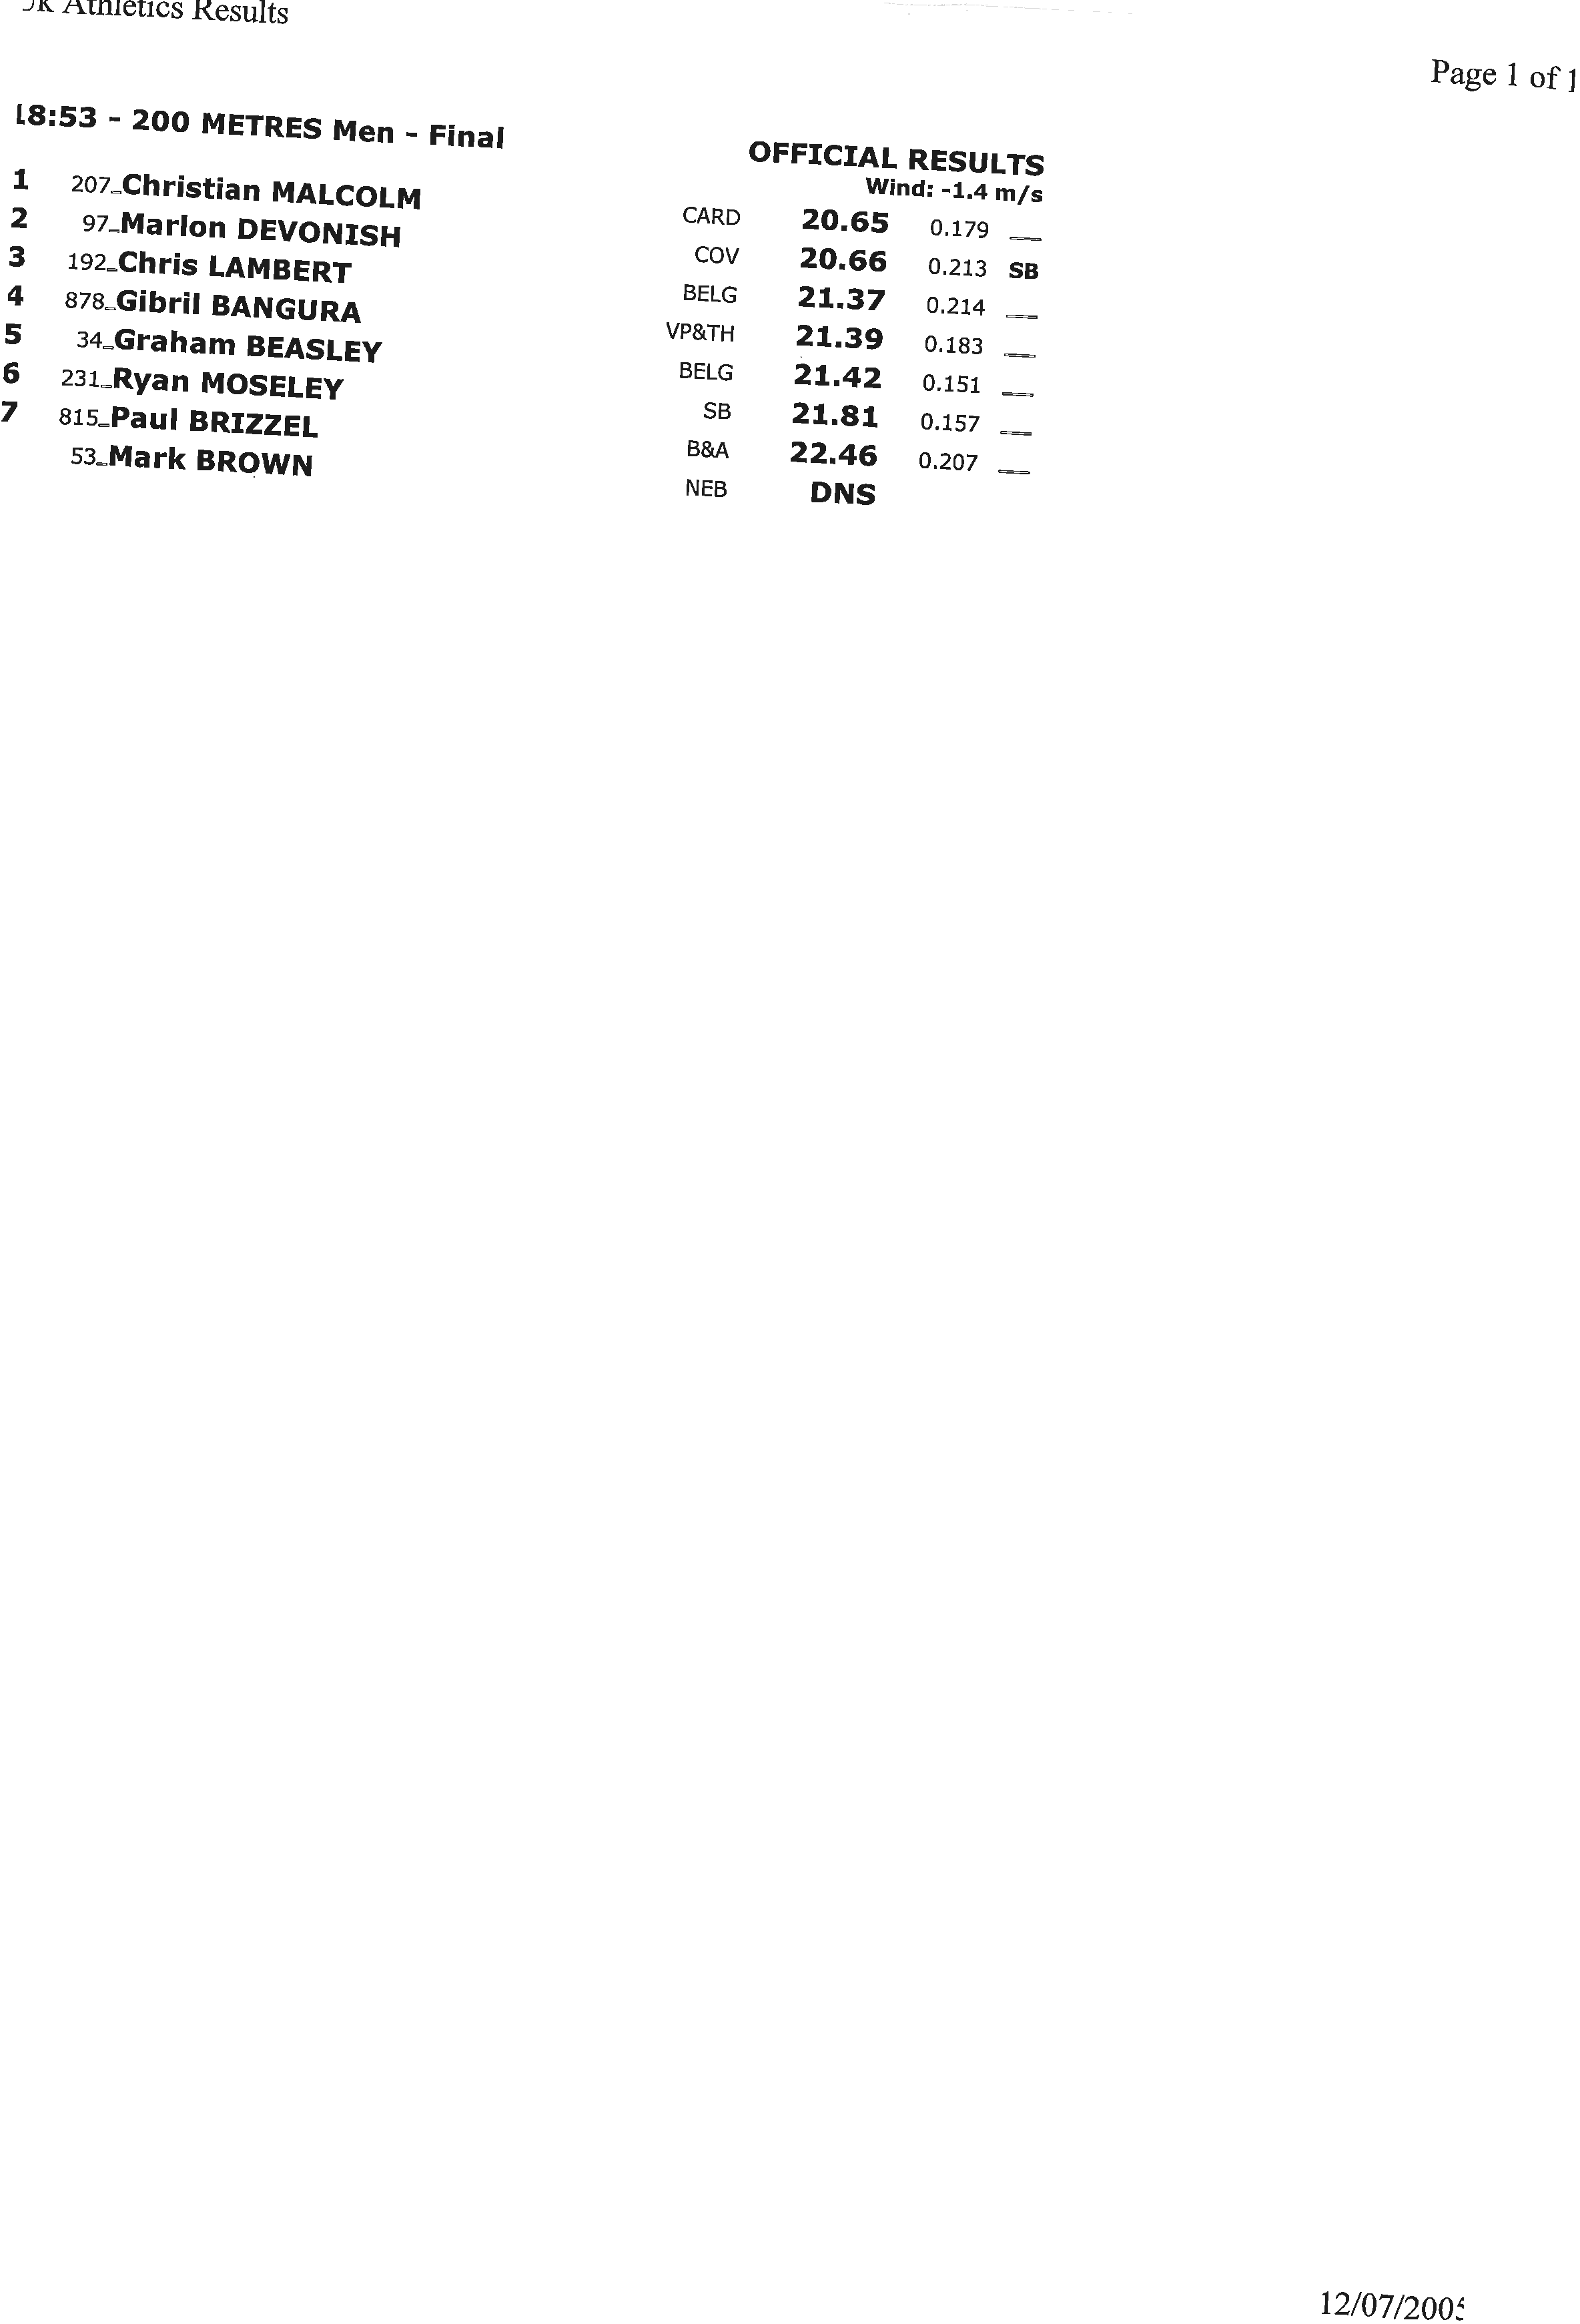 Athletics Results
Page 1 of 1
18:53 - 200 METRES Men - Final
OFFICIAL RESULTS
Wind: -1.4 m/s
1 207 Christian MALCOLM CARD 20.65 0.179
2 97 Marlon DEVONISH COV 20.66 0.213 SB
3 192 Chris LAMBERT BELG 21.37 0.214
4 878 Gibril BANGURA VP&TH 21.39 0.183
5 34 Graham BEASLEY BELG 21.42 0.151
6 231 Ryan MOSELEY SB 21.81 0.157
7 815 Paul BRIZZEL B&A 22.46 0.207
53 Mark BROWN NEB DNS
12/07/2005